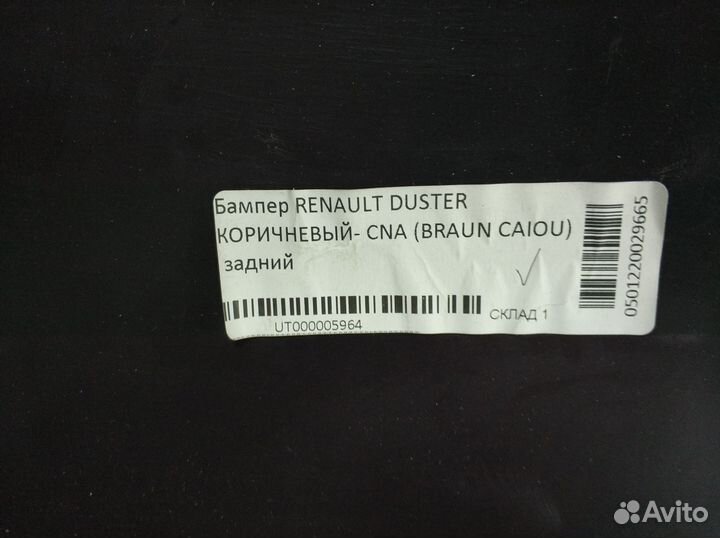 Бампер RENAULT DUSTER
КОРИЧНЕВЫЙ- CNA (BRAUN CAIOU)
задний
UT000005964
СКЛАД 1
0501220029665
Avito